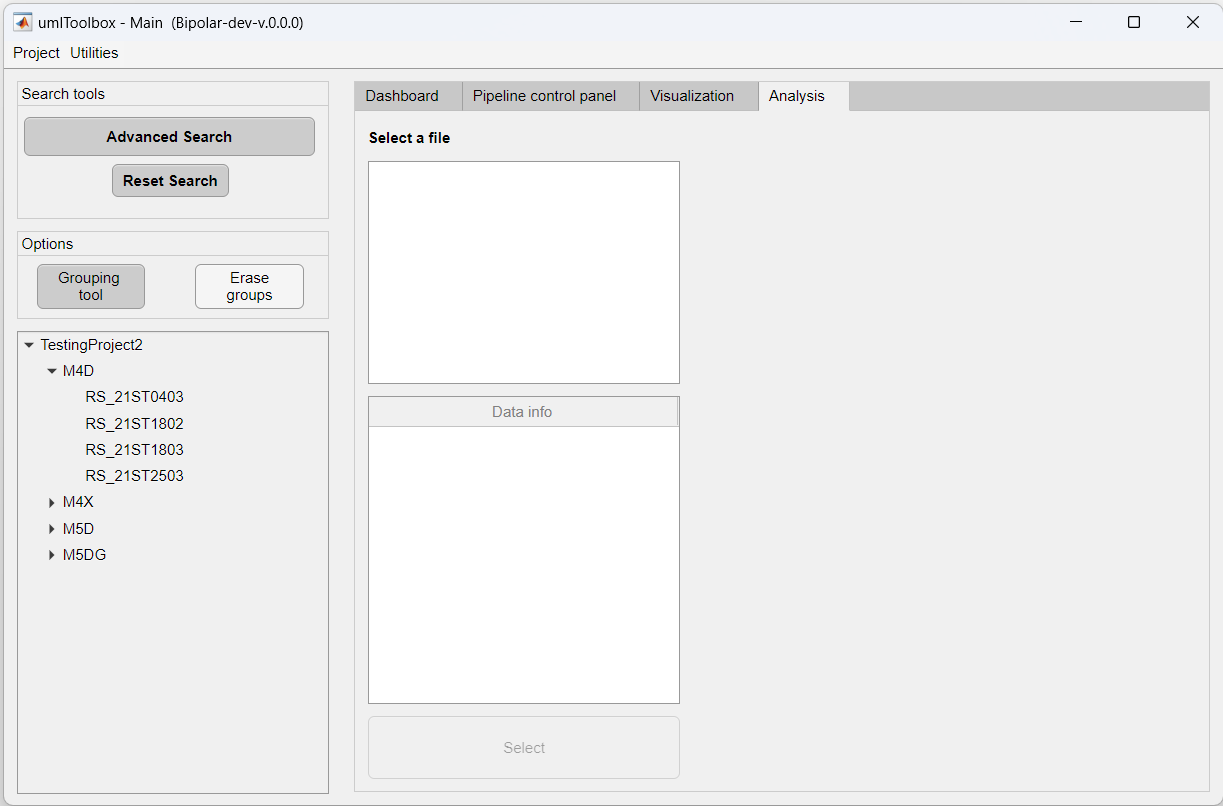 umIToolbox - Main  (Bipolar-dev-v.0.0.0)
Project  Utilities
Search tools
Advanced Search
Reset Search
Options
Grouping
tool
Erase
groups
TestingProject2
M4D
RS_21ST0403
RS_21ST1802
RS_21ST1803
RS_21ST2503
M4X
M5D
M5DG
Dashboard  Pipeline control panel  Visualization  Analysis
Select a file
Data info
Select